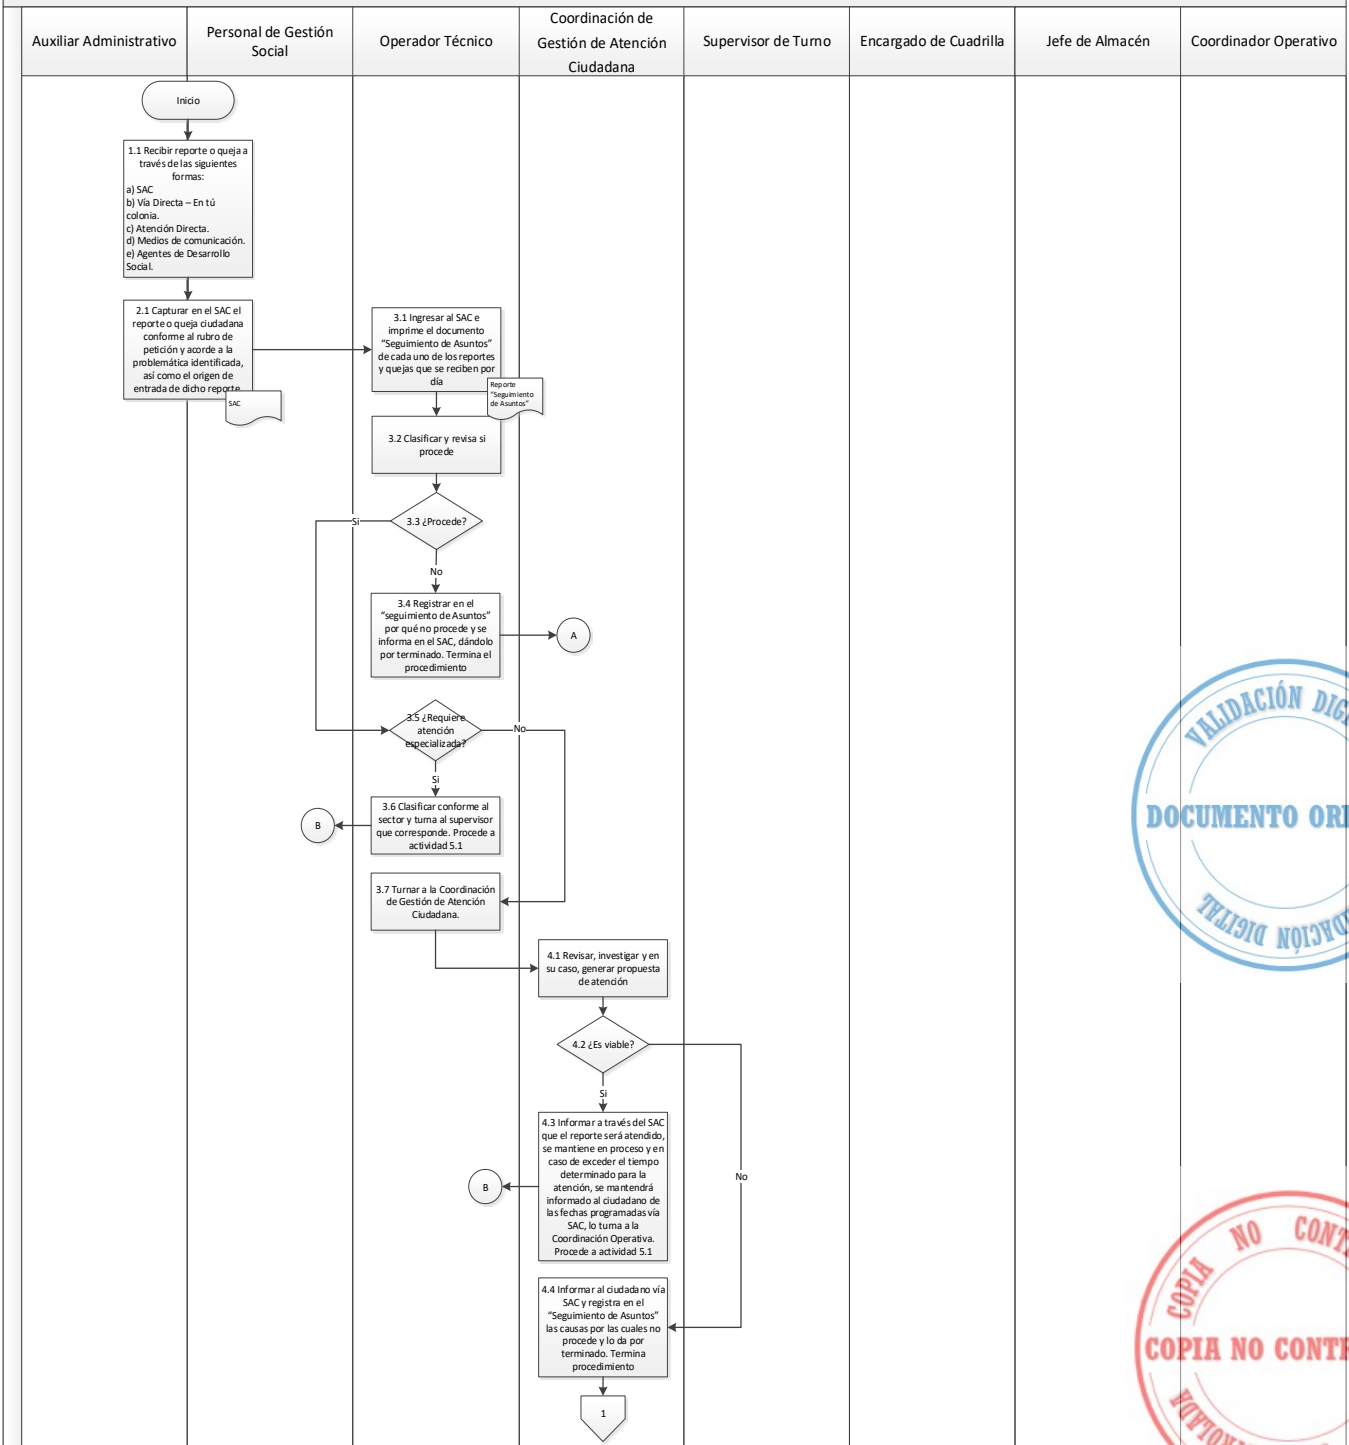 Auxiliar Administrativo
Personal de Gestión
Social
Operador Técnico
Coordinación de
Gestión de Atención
Ciudadana
Supervisor de Turno
Encargado de Cuadrilla
Jefe de Almacén
Coordinador Operativo
Inicio
1.1 Recibir reporte o queja a
través de las siguientes
formas:
a) SAC
b) Vía Directa – En tú
colonia.
c) Atención Directa.
d) Medios de comunicación.
e) Agentes de Desarrollo
Social.
2.1 Capturar en el SAC el
reporte o queja ciudadana
conforme al rubro de
petición y acorde a la
problemática identificada,
así como el origen de
entrada de dicho reporte
SAC
3.1 Ingresar al SAC e
imprime el documento
“Seguimiento de Asuntos”
de cada uno de los reportes
y quejas que se reciben por
día
Reporte
“Seguimiento
de Asuntos”
3.2 Clasificar y revisa si
procede
3.3 ¿Procede?
Si
No
3.4 Registrar en el
“seguimiento de Asuntos”
por qué no procede y se
informa en el SAC, dándolo
por terminado. Termina el
procedimiento
A
3.5 ¿Requiere
atención
especializada?
No
Si
3.6 Clasificar conforme al
sector y turna al supervisor
que corresponde. Procede a
actividad 5.1
B
3.7 Turnar a la Coordinación
de Gestión de Atención
Ciudadana.
4.1 Revisar, investigar y en
su caso, generar propuesta
de atención
4.2 ¿Es viable?
Si
No
4.3 Informar a través del SAC
que el reporte será atendido,
se mantiene en proceso y en
caso de exceder el tiempo
determinado para la
atención, se mantendrá
informado al ciudadano de
las fechas programadas vía
SAC, lo turna a la
Coordinación Operativa.
Procede a actividad 5.1
B
4.4 Informar al ciudadano vía
SAC y registra en el
“Seguimiento de Asuntos”
las causas por las cuales no
procede y lo da por
terminado. Termina
procedimiento
1
VALIDACIÓN DIG
DOCUMENTO ORI
DACIÓN DIGITAL
COPIA NO CONT
COPIA NO CONTR